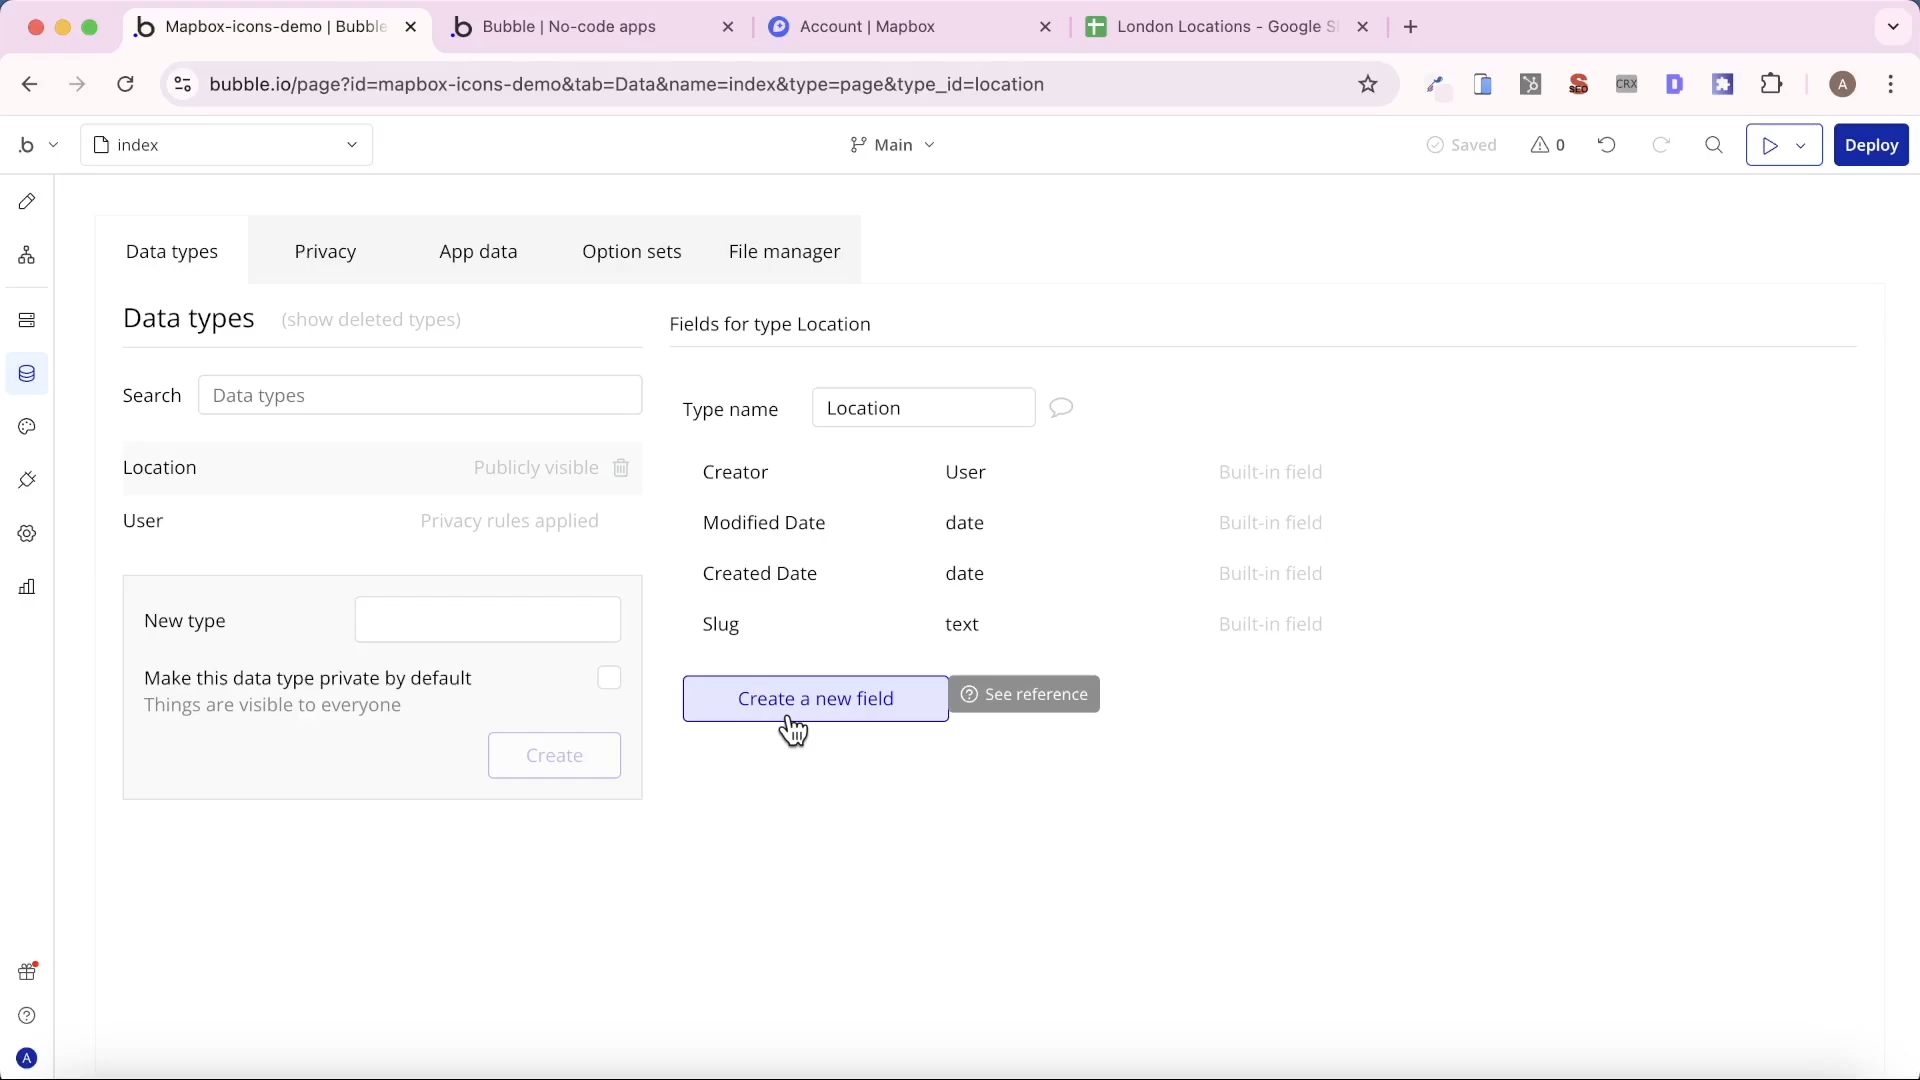 Mapbox-icons-demo | Bubble
Bubble | No-code apps
Account | Mapbox
London Locations - Google S
bubble.io/page?id=mapbox-icons-demo&tab=Data&name=index&type=page&type_id=location
SEO
CRX
D
A
b
index
Main
Saved
0
Deploy
Data types
Privacy
App data
Option sets
File manager
Data types
(show deleted types)
Fields for type Location
Search
Data types
Type name
Location
Location
Publicly visible
Creator
User
Built-in field
User
Privacy rules applied
Modified Date
date
Built-in field
Created Date
date
Built-in field
New type
Slug
text
Built-in field
Make this data type private by default
Things are visible to everyone
Create a new field
See reference
Create
A